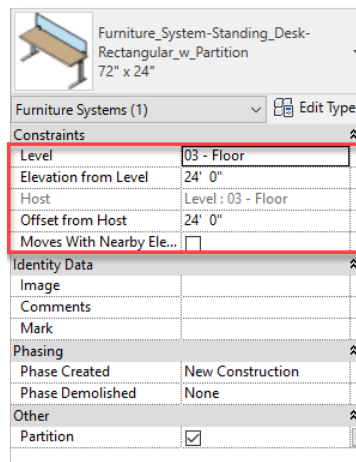 Furniture_System-Standing_Desk-
Rectangular_w_Partition
72" x 24"
Furniture Systems (1)
Edit Type
Constraints
Level 03 - Floor
Elevation from Level 24' 0"
Host Level : 03 - Floor
Offset from Host 24' 0"
Moves With Nearby Ele...
Identity Data
Image
Comments
Mark
Phasing
Phase Created New Construction
Phase Demolished None
Other
Partition